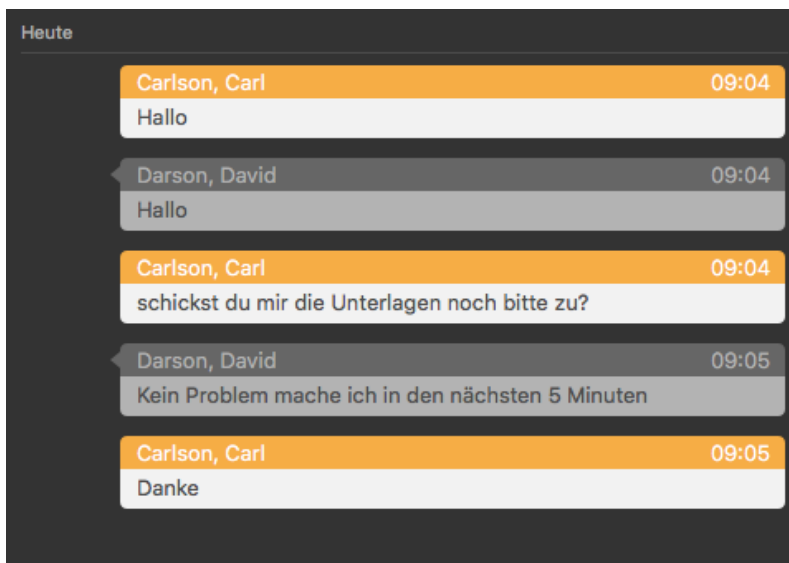 Heute
Carlson, Carl 09:04
Hallo
Darson, David 09:04
Hallo
Carlson, Carl 09:04
schickst du mir die Unterlagen noch bitte zu?
Darson, David 09:05
Kein Problem mache ich in den nächsten 5 Minuten
Carlson, Carl 09:05
Danke